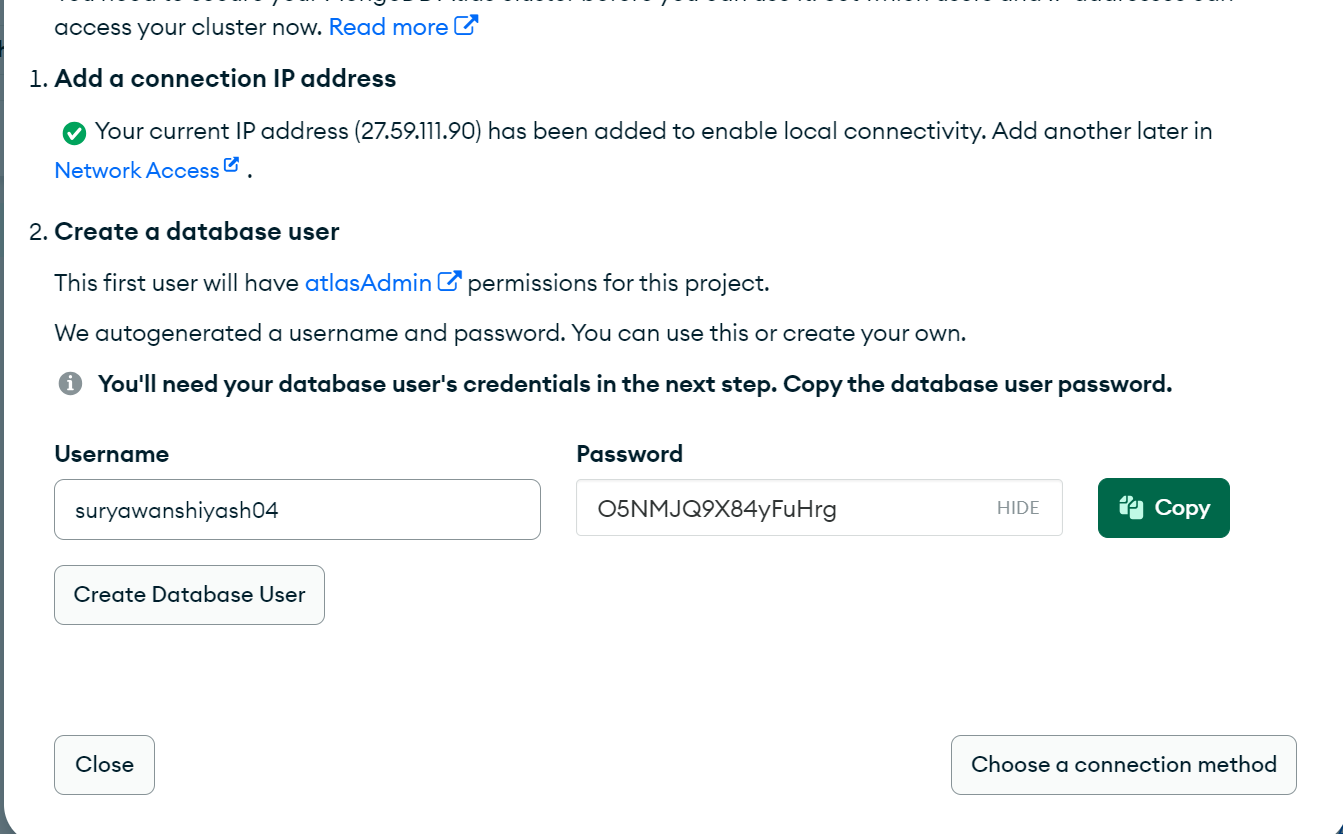 access your cluster now. Read more
1. Add a connection IP address
Your current IP address (27.59.111.90) has been added to enable local connectivity. Add another later in
Network Access .
2. Create a database user
This first user will have atlasAdmin permissions for this project.
We autogenerated a username and password. You can use this or create your own.
You'll need your database user's credentials in the next step. Copy the database user password.
Username Password
suryawanshiyash04 O5NMJQ9X84yFuHrg HIDE Copy
Create Database User
Close Choose a connection method